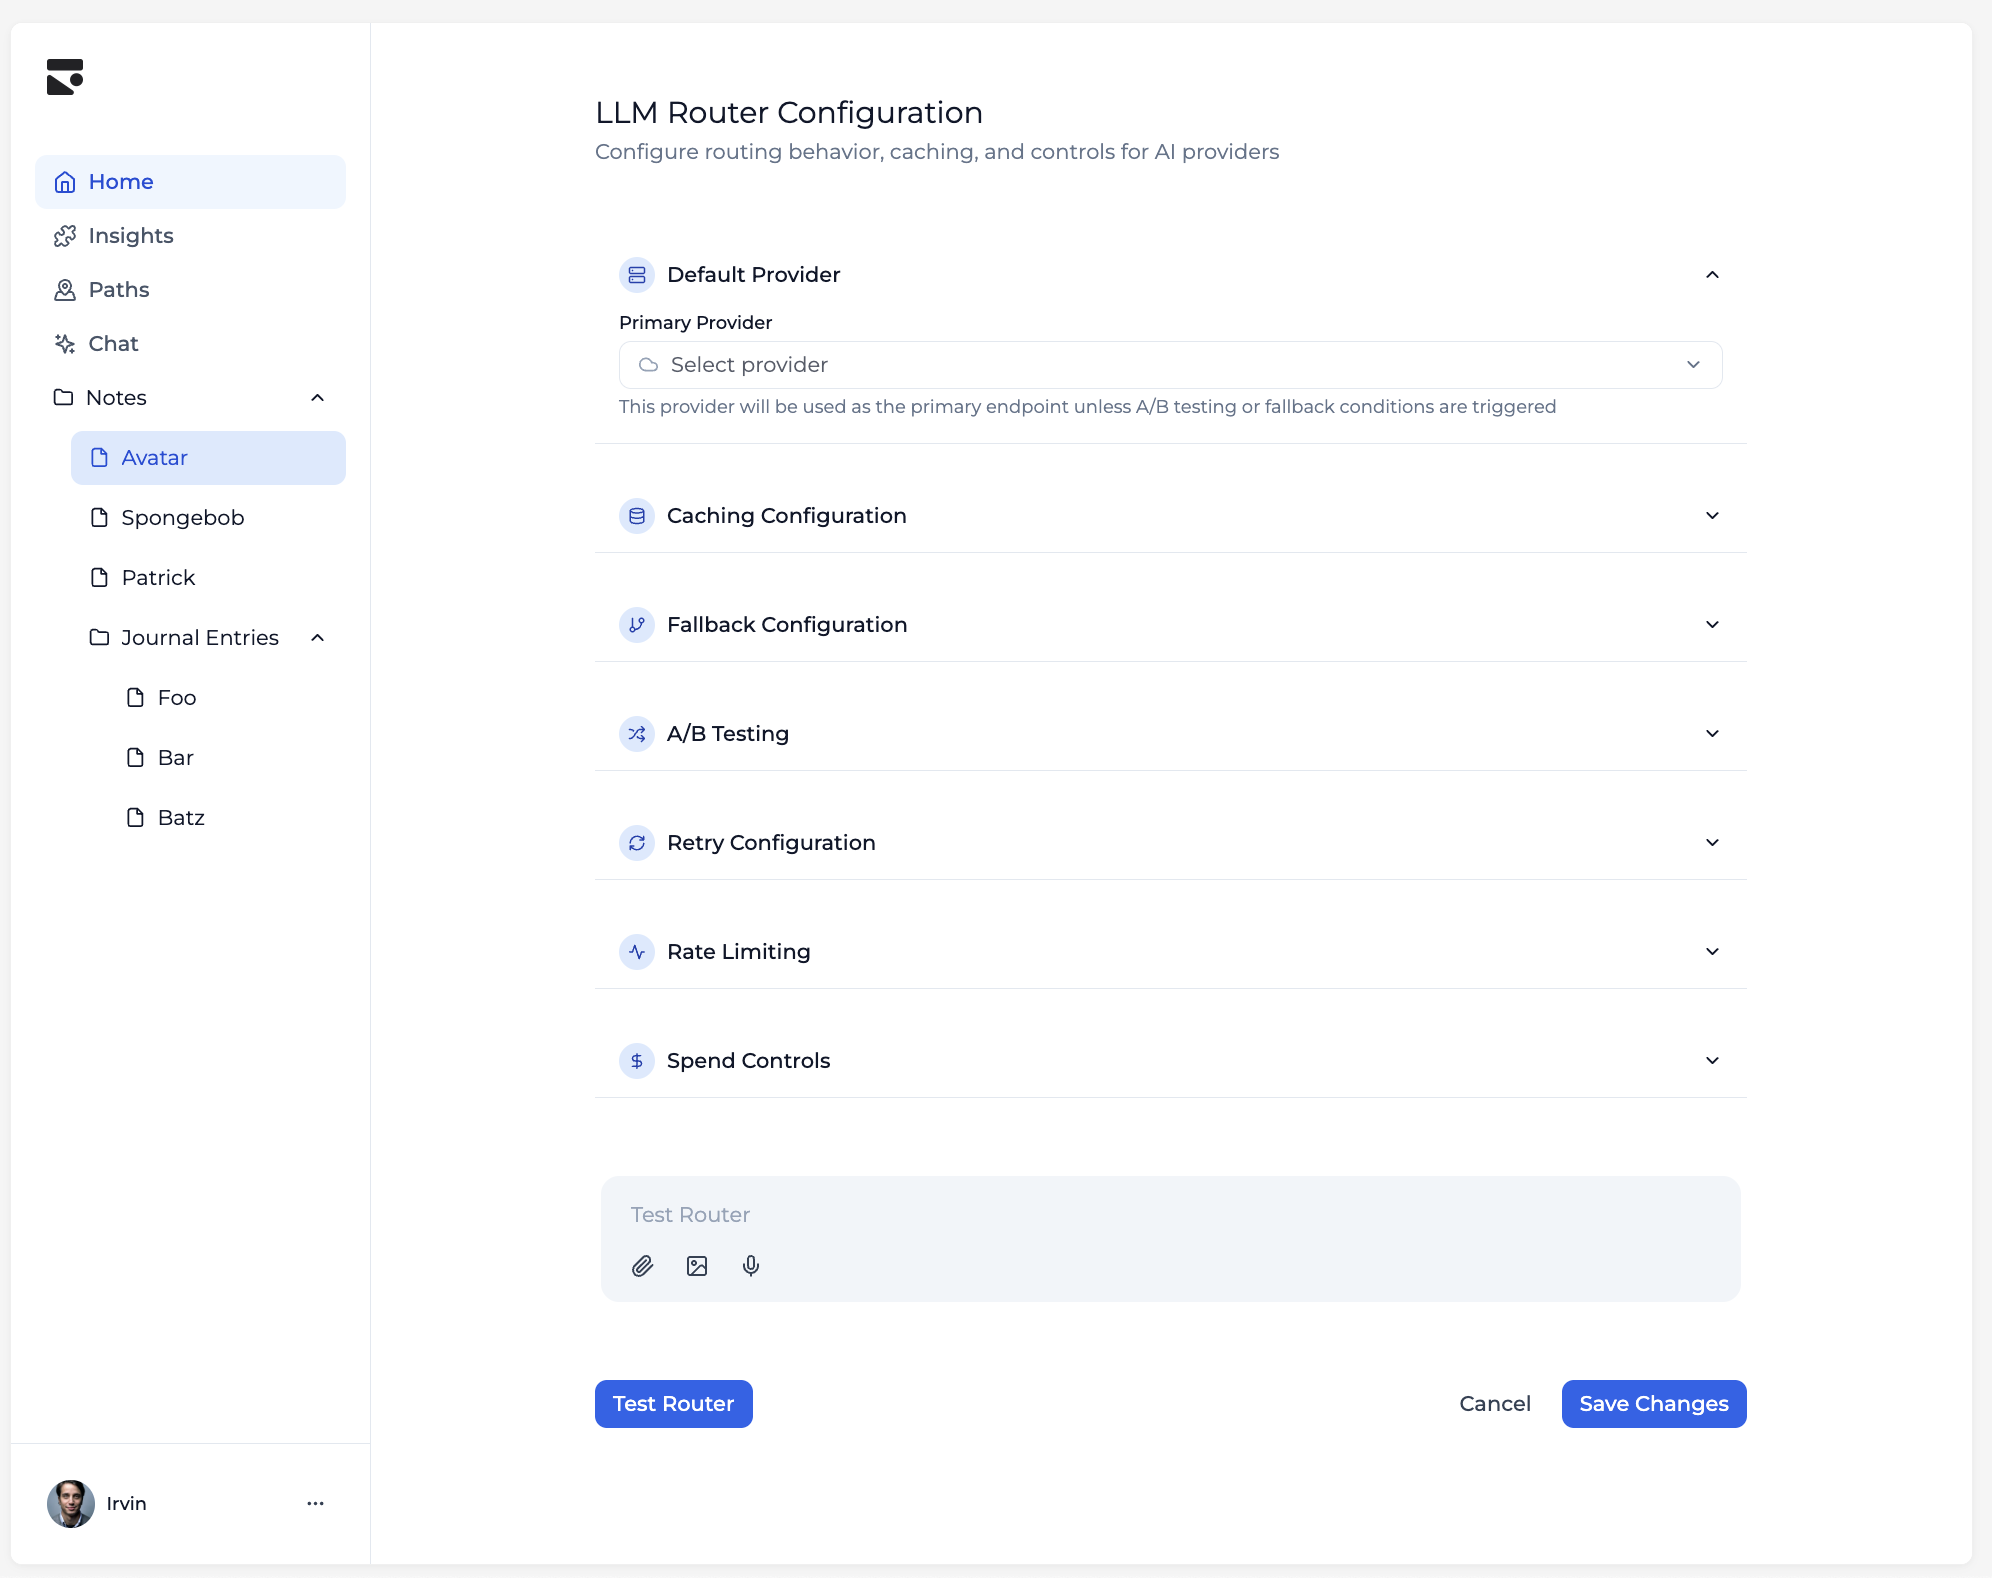 Home
Insights
Paths
Chat
Notes
Avatar
Spongebob
Patrick
Journal Entries
Foo
Bar
Batz
Irvin
LLM Router Configuration
Configure routing behavior, caching, and controls for AI providers
Default Provider
Primary Provider
Select provider
This provider will be used as the primary endpoint unless A/B testing or fallback conditions are triggered
Caching Configuration
Fallback Configuration
A/B Testing
Retry Configuration
Rate Limiting
Spend Controls
Test Router
Test Router
Cancel
Save Changes